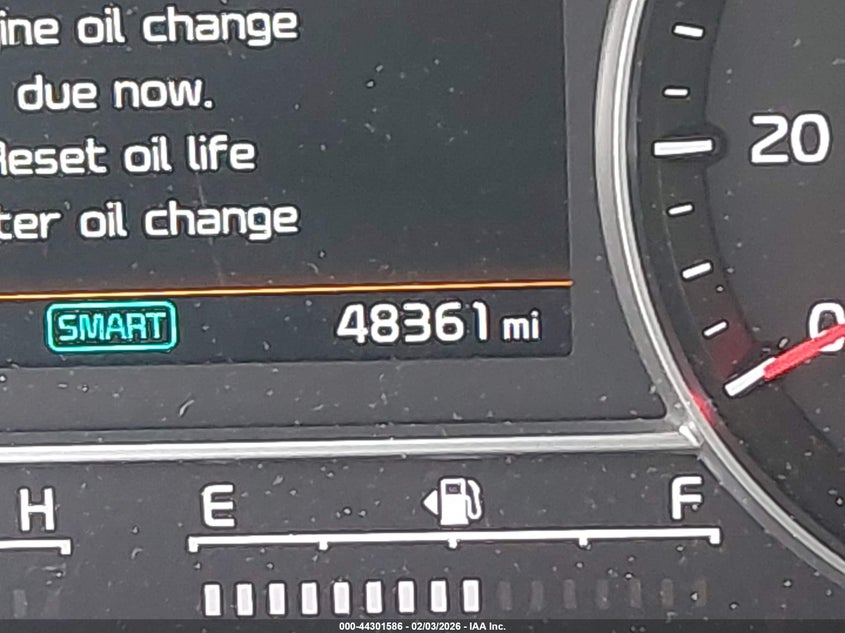 ine oil change
due now.
Reset oil life
ter oil change
SMART
48361 mi
20
0
H
E
F
000-44301586 - 02/03/2026 - IAA Inc.